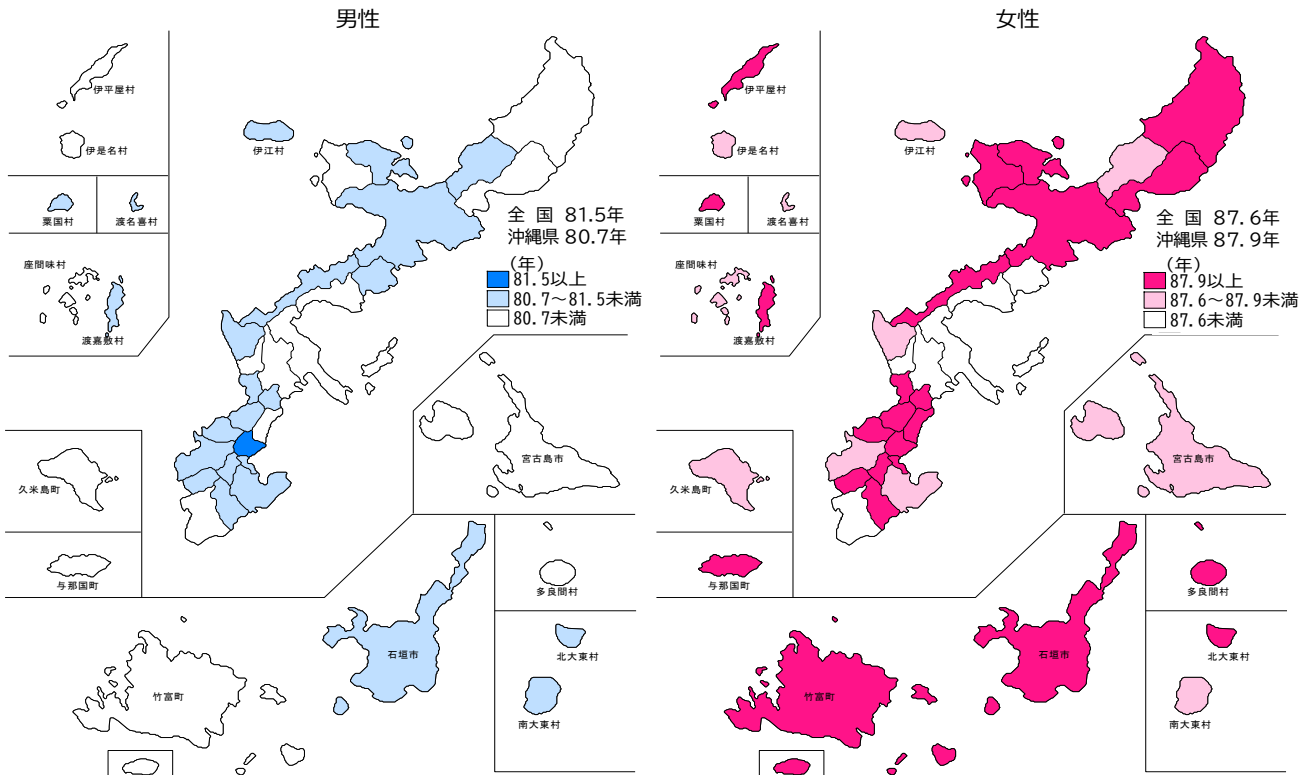 男性
伊平屋村
伊是名村
伊江村
粟国村
渡名喜村
座間味村
渡嘉敷村
全 国 81.5年
沖縄県 80.7年
(年)
81.5以上
80.7～81.5未満
80.7未満
久米島町
宮古島市
与那国町
多良間村
石垣市
北大東村
竹富町
南大東村
女性
伊平屋村
伊是名村
伊江村
粟国村
渡名喜村
座間味村
渡嘉敷村
全 国 87.6年
沖縄県 87.9年
(年)
87.9以上
87.6～87.9未満
87.6未満
久米島町
宮古島市
与那国町
多良間村
石垣市
北大東村
竹富町
南大東村